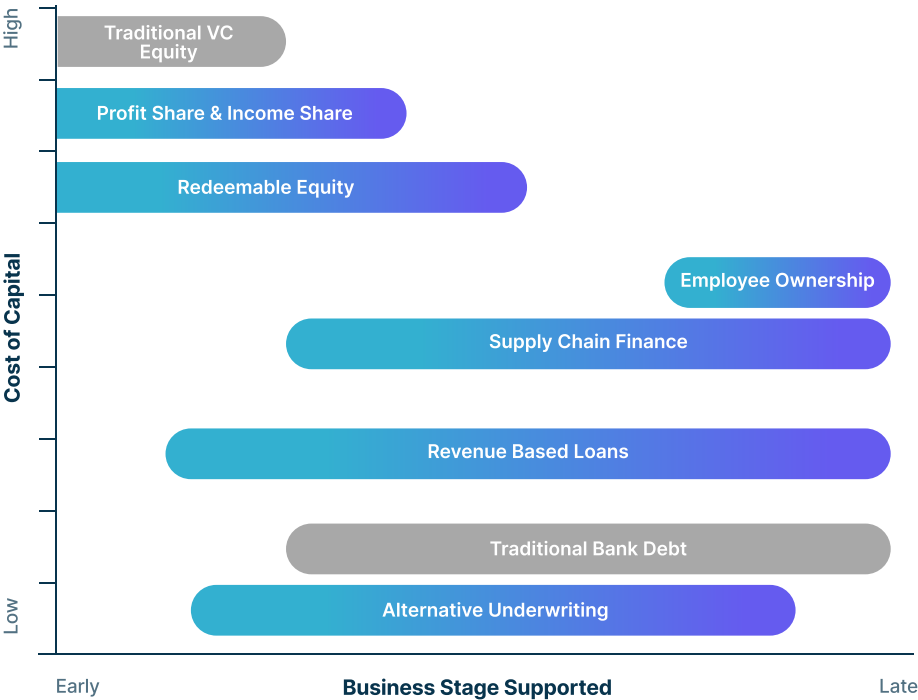 High
Traditional VC
Equity
Profit Share & Income Share
Redeemable Equity
Employee Ownership
Cost of Capital
Supply Chain Finance
Revenue Based Loans
Traditional Bank Debt
Alternative Underwriting
Low
Early
Business Stage Supported
Late